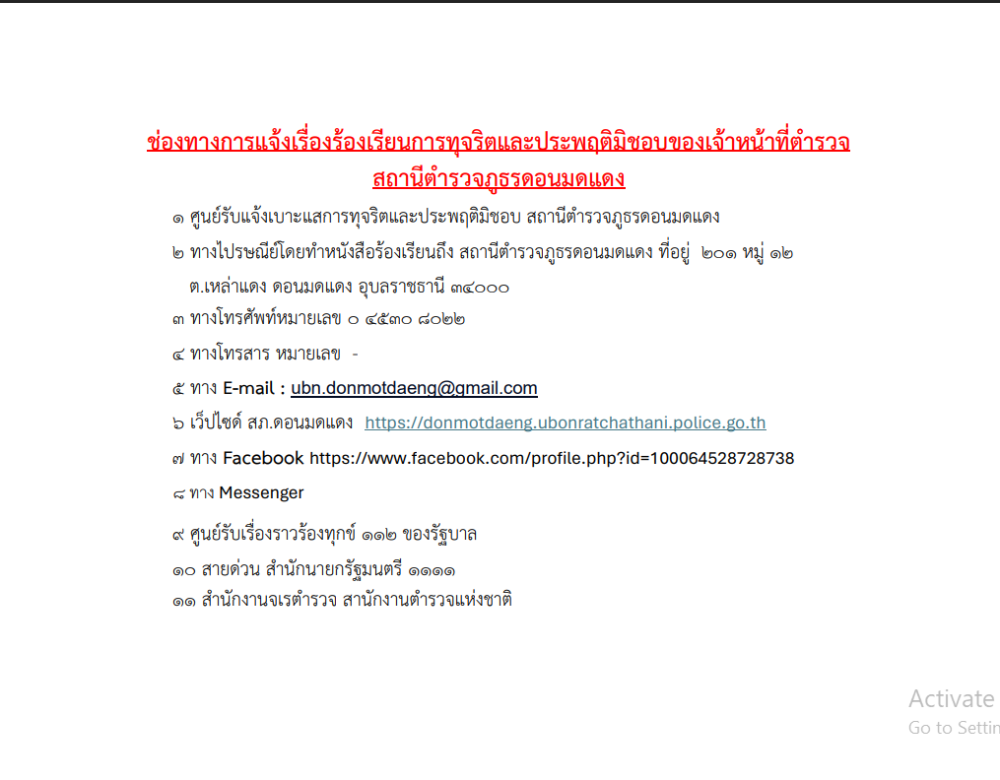 ช่องทางการแจ้งเรื่องร้องเรียนการทุจริตและประพฤติมิชอบของเจ้าหน้าที่ตำรวจ
สถานีตำรวจภูธรดอนมดแดง
๑ ศูนย์รับแจ้งเบาะแสการทุจริตและประพฤติมิชอบ สถานีตำรวจภูธรดอนมดแดง
๒ ทางไปรษณีย์โดยทำหนังสือร้องเรียนถึง สถานีตำรวจภูธรดอนมดแดง ที่อยู่ ๒๐๑ หมู่ ๑๒
ต.เหล่าแดง ดอนมดแดง อุบลราชธานี ๓๔๐๐๐
๓ ทางโทรศัพท์หมายเลข ๐ ๔๕๓๐ ๘๐๒๒
๔ ทางโทรสาร หมายเลข -
๕ ทาง E-mail : ubn.donmotdaeng@gmail.com
๖ เว็ปไซด์ สภ.ดอนมดแดง https://donmotdaeng.ubonratchathani.police.go.th
๗ ทาง Facebook https://www.facebook.com/profile.php?id=100064528728738
๘ ทาง Messenger
๙ ศูนย์รับเรื่องราวร้องทุกข์ ๑๑๒ ของรัฐบาล
๑๐ สายด่วน สำนักนายกรัฐมนตรี ๑๑๑๑
๑๑ สำนักงานจเรตำรวจ สานักงานตำรวจแห่งชาติ
Activate
Go to Settin